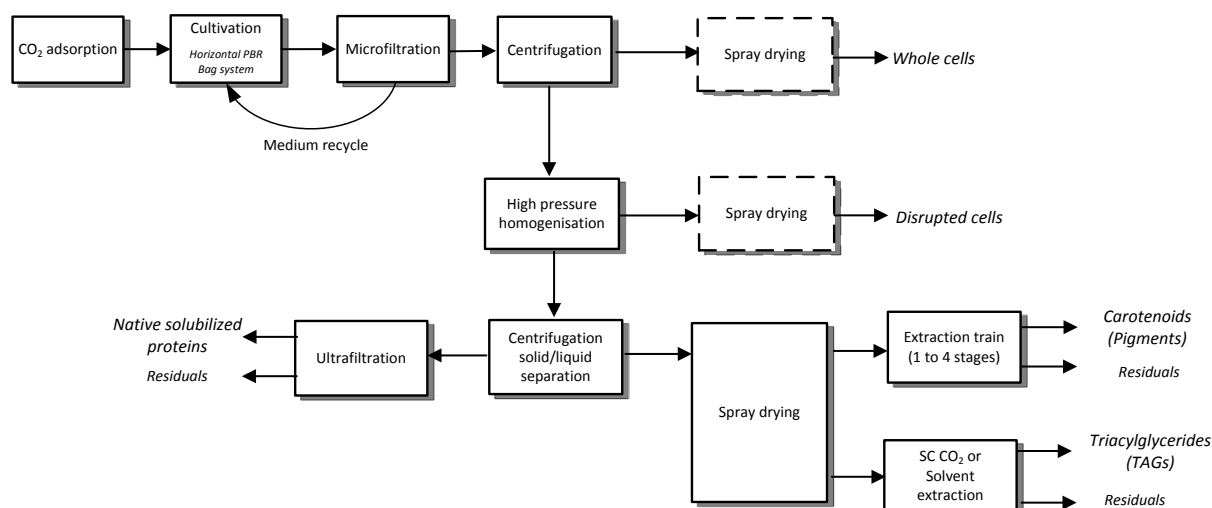 CO₂ adsorption
Cultivation
Horizontal PBR
Bag system
Microfiltration
Centrifugation
Spray drying
Whole cells
Medium recycle
High pressure
homogenisation
Spray drying
Disrupted cells
Native solubilized
proteins
Residuals
Ultrafiltration
Centrifugation
solid/liquid
separation
Spray drying
Extraction train
(1 to 4 stages)
Carotenoids
(Pigments)
Residuals
SC CO₂ or
Solvent
extraction
Triacylglycerides
(TAGs)
Residuals